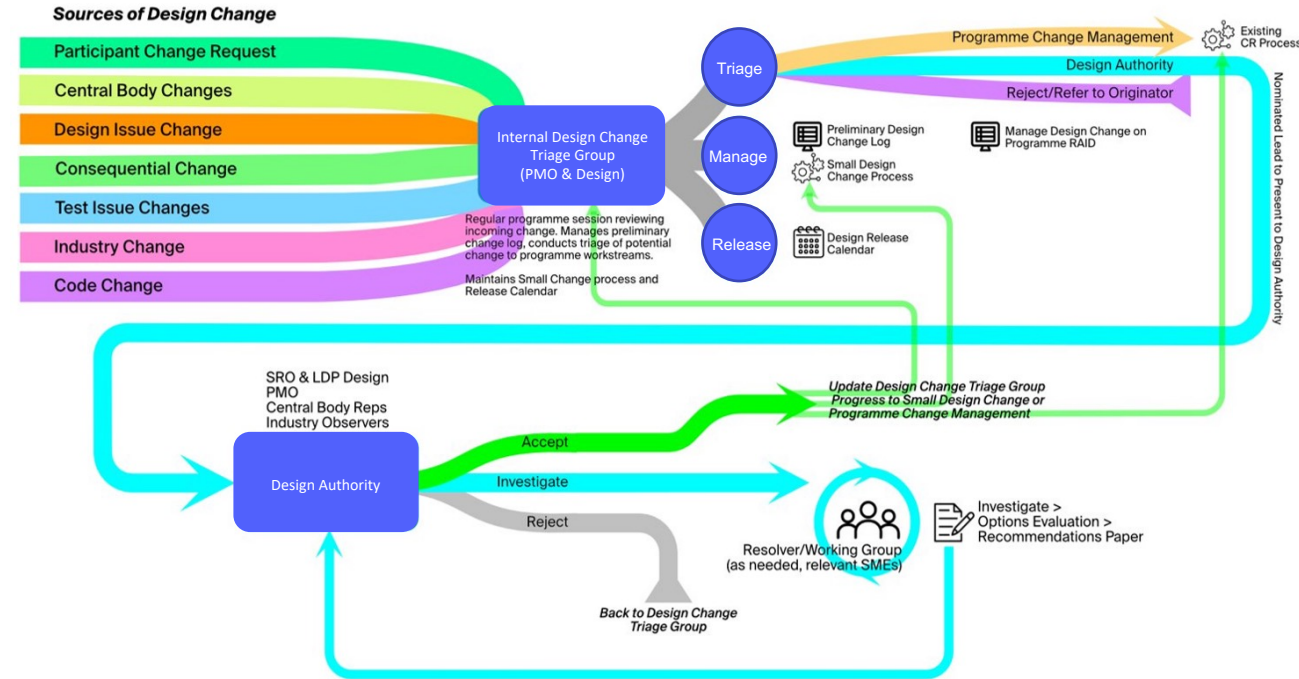 Sources of Design Change
Participant Change Request
Central Body Changes
Design Issue Change
Consequential Change
Test Issue Changes
Industry Change
Code Change
Internal Design Change
Triage Group
(PMO & Design)
Regular programme session reviewing
incoming change. Manages preliminary
change log, conducts triage of potential
change to programme workstreams.
Maintains Small Change process and
Release Calendar
Triage
Manage
Release
Programme Change Management
Design Authority
Reject/Refer to Originator
Existing
CR Process
Preliminary Design
Change Log
Small Design
Change Process
Manage Design Change on
Programme RAID
Design Release
Calendar
Nominated Lead to Present to Design Authority
SRO & LDP Design
PMO
Central Body Reps
Industry Observers
Design Authority
Accept
Investigate
Reject
Update Design Change Triage Group
Progress to Small Design Change or
Programme Change Management
Back to Design Change
Triage Group
Resolver/Working Group
(as needed, relevant SMEs)
Investigate >
Options Evaluation >
Recommendations Paper